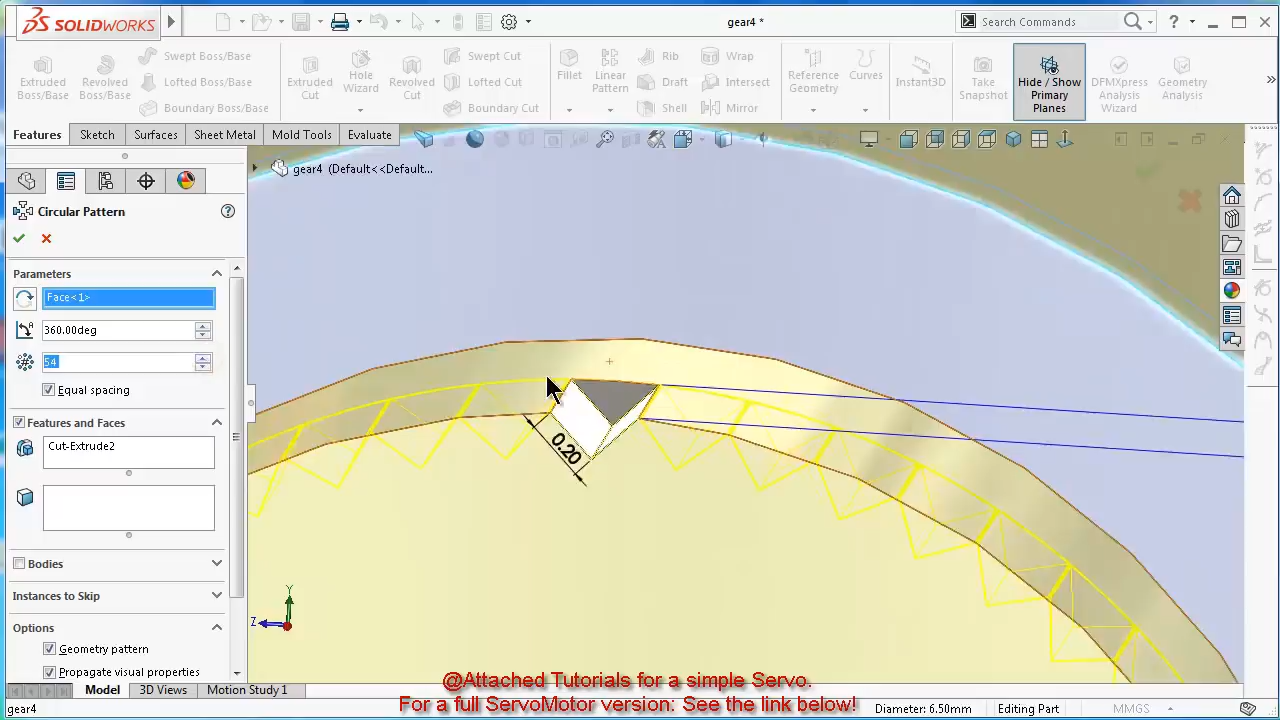 SOLIDWORKS
gear4 *
Search Commands
Extruded Boss/Base
Revolved Boss/Base
Swept Boss/Base
Lofted Boss/Base
Boundary Boss/Base
Extruded Cut
Hole Wizard
Revolved Cut
Swept Cut
Lofted Cut
Boundary Cut
Fillet
Linear Pattern
Rib
Draft
Shell
Wrap
Intersect
Mirror
Reference Geometry
Curves
Instant3D
Take Snapshot
Hide / Show Primary Planes
DFMXpress Analysis Wizard
Geometry Analysis
Features
Sketch
Surfaces
Sheet Metal
Mold Tools
Evaluate
gear4 (Default<<Default...
Circular Pattern
Parameters
Face<1>
360.00deg
54
Equal spacing
Features and Faces
Cut-Extrude2
Bodies
Instances to Skip
Options
Geometry pattern
Propagate visual properties
0.20
Y
Z
Model
3D Views
Motion Study 1
@Attached Tutorials for a simple Servo.
For a full ServoMotor version: See the link below!
gear4
Diameter: 6.50mm
Editing Part
MMGS